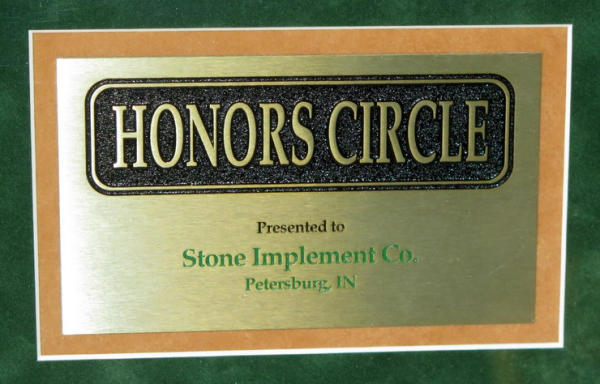 HONORS CIRCLE
Presented to
Stone Implement Co.
Petersburg, IN